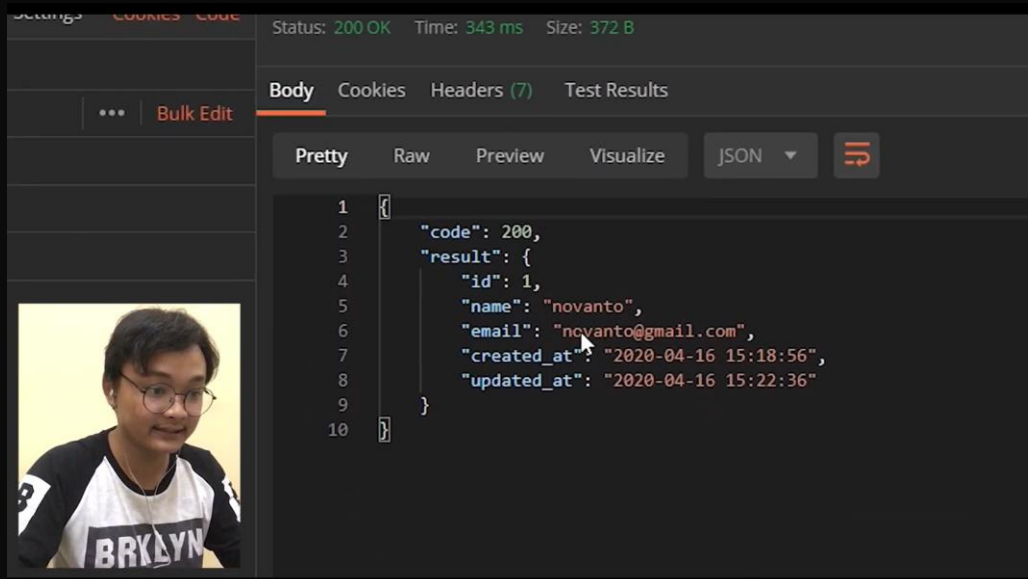 Settings Cookies Code
Status: 200 OK Time: 343 ms Size: 372 B
Body Cookies Headers (7) Test Results
••• Bulk Edit
Pretty Raw Preview Visualize JSON
1 {
2 "code": 200,
3 "result": {
4 "id": 1,
5 "name": "novanto",
6 "email": "novanto@gmail.com",
7 "created_at": "2020-04-16 15:18:56",
8 "updated_at": "2020-04-16 15:22:36"
9 }
10 }
BRKLYN